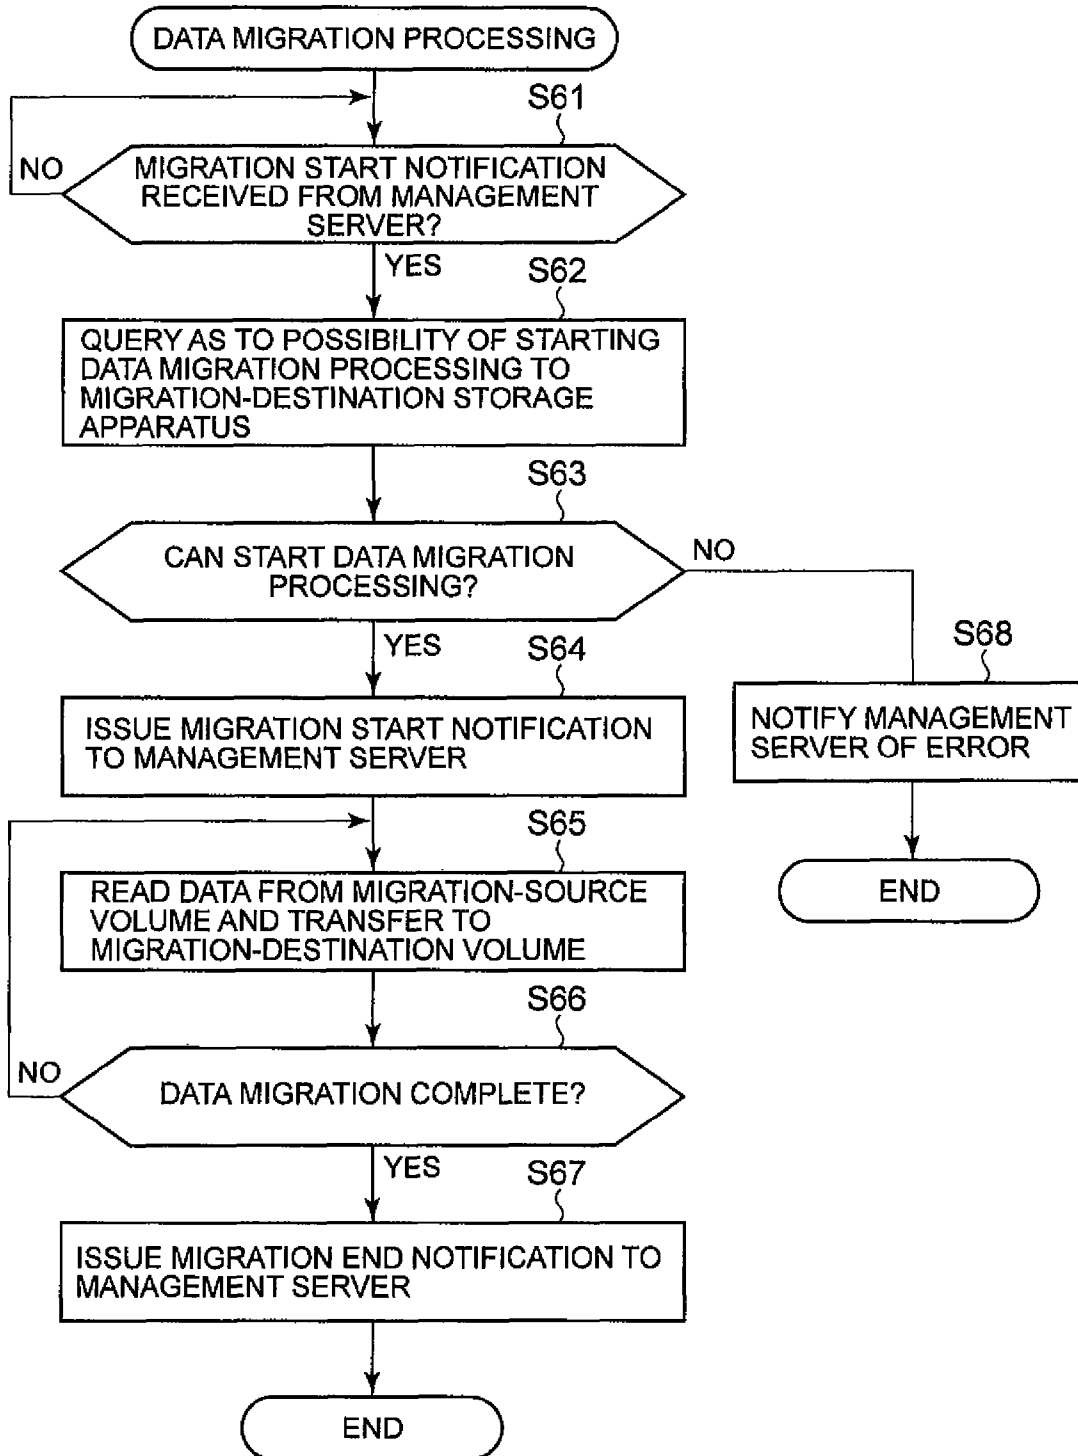 DATA MIGRATION PROCESSING
S61
NO
MIGRATION START NOTIFICATION
RECEIVED FROM MANAGEMENT
SERVER?
YES
S62
QUERY AS TO POSSIBILITY OF STARTING
DATA MIGRATION PROCESSING TO
MIGRATION-DESTINATION STORAGE
APPARATUS
S63
CAN START DATA MIGRATION
PROCESSING?
NO
YES
S64
S68
ISSUE MIGRATION START NOTIFICATION
TO MANAGEMENT SERVER
NOTIFY MANAGEMENT
SERVER OF ERROR
S65
READ DATA FROM MIGRATION-SOURCE
VOLUME AND TRANSFER TO
MIGRATION-DESTINATION VOLUME
END
S66
NO
DATA MIGRATION COMPLETE?
YES
S67
ISSUE MIGRATION END NOTIFICATION TO
MANAGEMENT SERVER
END